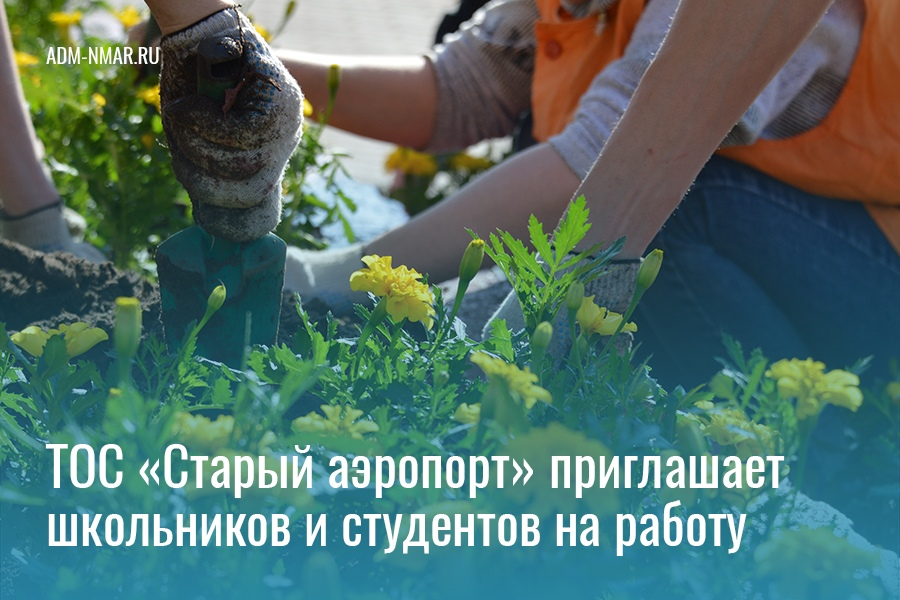 ADM-NMAR.RU
ТОС «Старый аэропорт» приглашает
школьников и студентов на работу